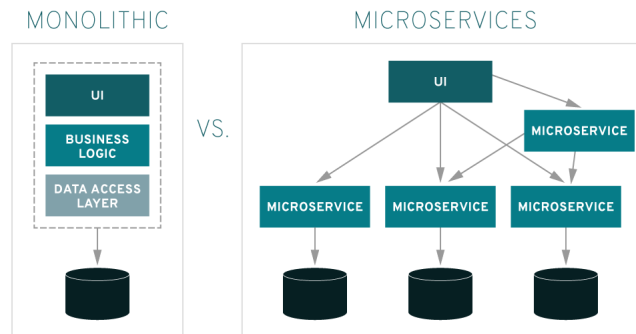 MONOLITHIC
VS.
MICROSERVICES
UI
BUSINESS
LOGIC
DATA ACCESS
LAYER
UI
MICROSERVICE
MICROSERVICE
MICROSERVICE
MICROSERVICE